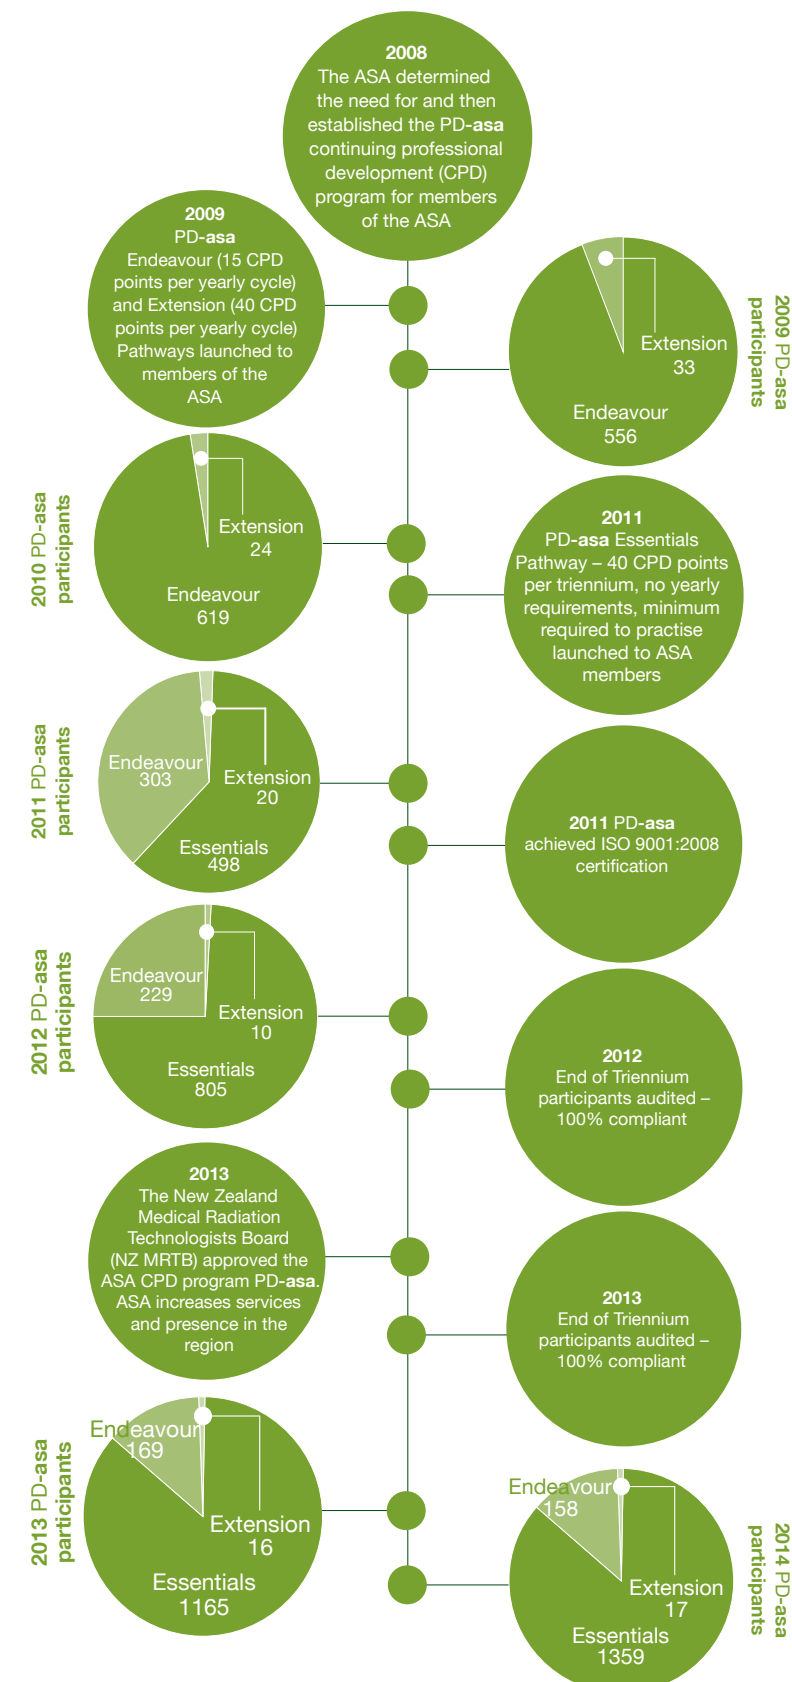 2008
The ASA determined
the need for and then
established the PD-asa
continuing professional
development (CPD)
program for members
of the ASA
2009
PD-asa
Endeavour (15 CPD
points per yearly cycle)
and Extension (40 CPD
points per yearly cycle)
Pathways launched to
members of the
ASA
Extension
33
Endeavour
556
2009 PD-asa
participants
2010 PD-asa
participants
Extension
24
Endeavour
619
2011
PD-asa Essentials
Pathway – 40 CPD points
per triennium, no yearly
requirements, minimum
required to practise
launched to ASA
members
2011 PD-asa
participants
Endeavour
303
Extension
20
Essentials
498
2011 PD-asa
achieved ISO 9001:2008
certification
2012 PD-asa
participants
Endeavour
229
Extension
10
Essentials
805
2012
End of Triennium
participants audited –
100% compliant
2013
The New Zealand
Medical Radiation
Technologists Board
(NZ MRTB) approved the
ASA CPD program PD-asa.
ASA increases services
and presence in the
region
2013
End of Triennium
participants audited –
100% compliant
2013 PD-asa
participants
Endeavour
169
Extension
16
Essentials
1165
Endeavour
158
Extension
17
Essentials
1359
2014 PD-asa
participants